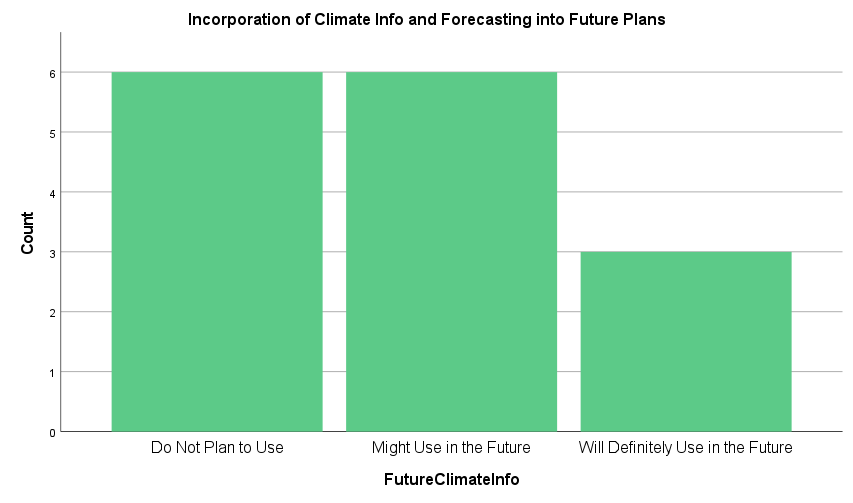 Incorporation of Climate Info and Forecasting into Future Plans
6
5
4
3
2
1
0
Count
Do Not Plan to Use
Might Use in the Future
Will Definitely Use in the Future
FutureClimateInfo